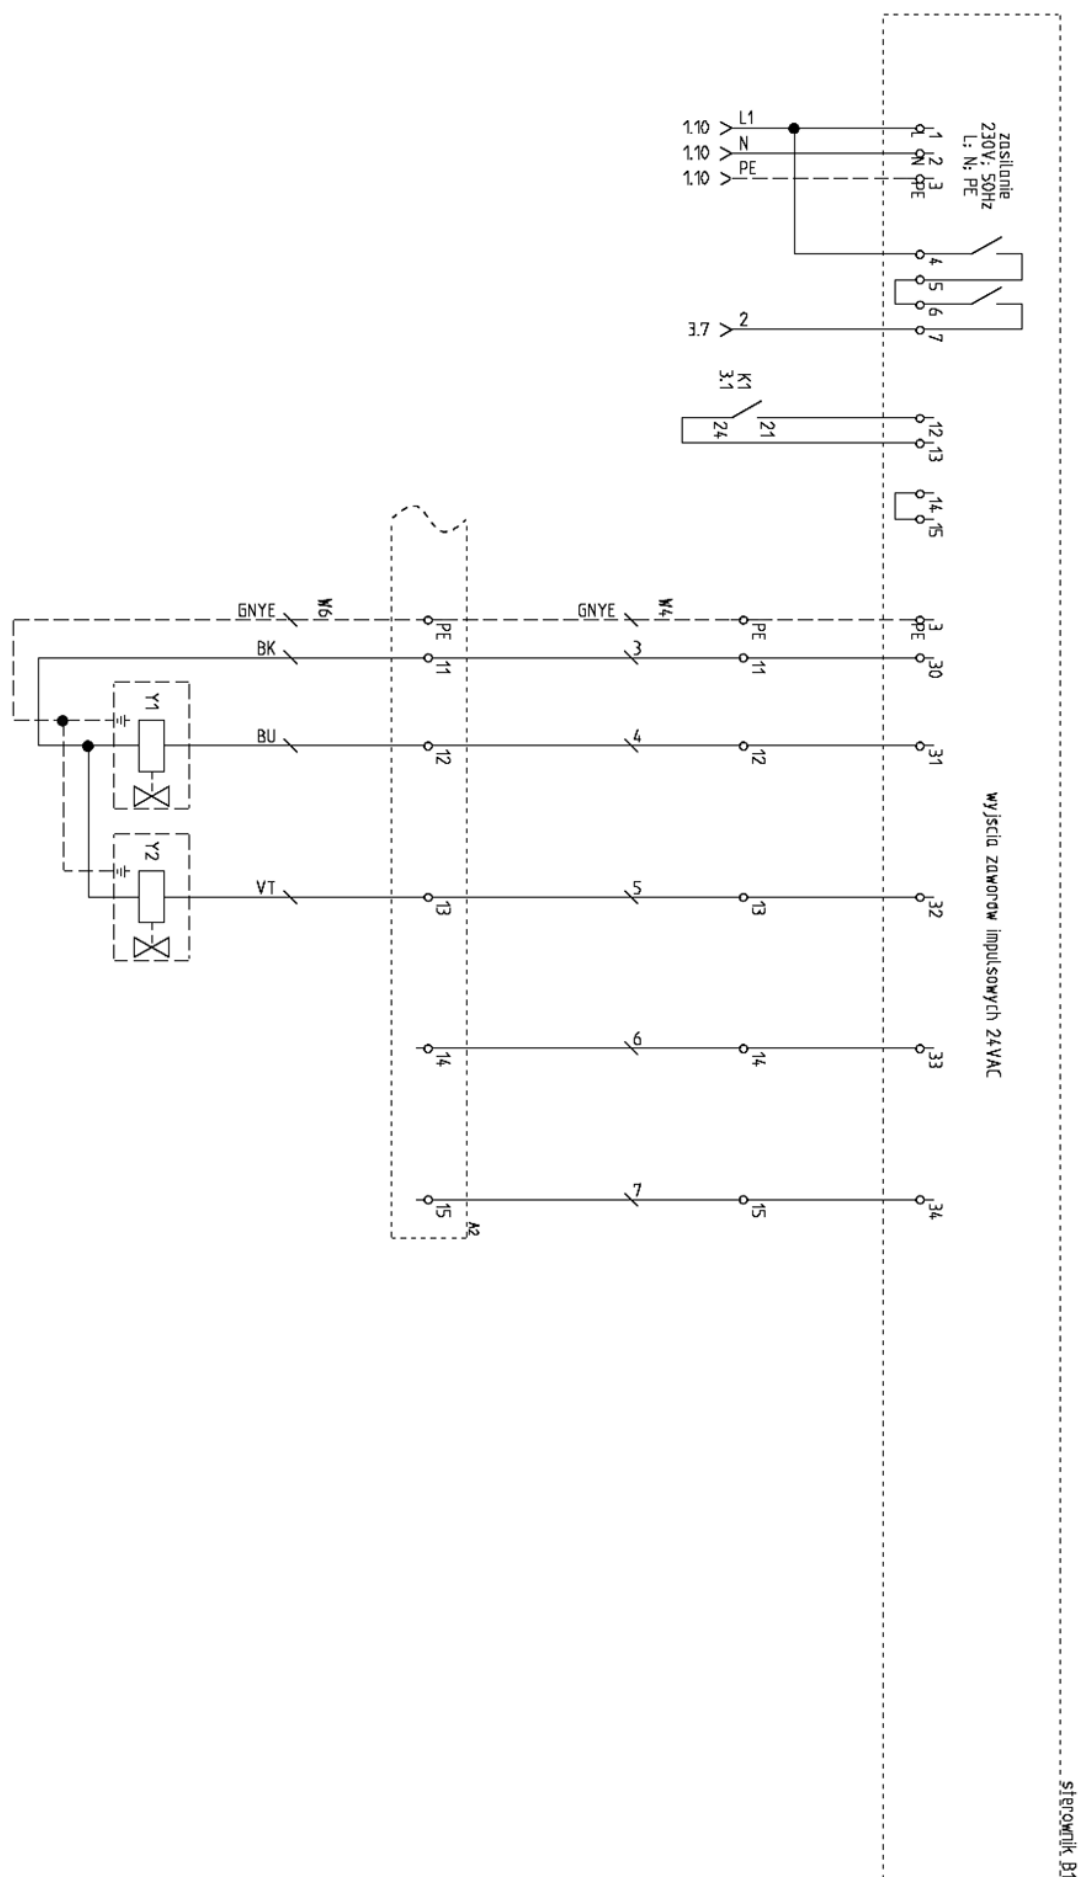 sterownik B1
zasilanie
230V; 50Hz
L; N; PE
1.10 L1 1 L
1.10 N 2 N
1.10 PE 3 PE
4
5
6
3.7 2 7
K1
3.1
24 21 12
13
14
15
W6 W4
GNYE PE GNYE PE 3 PE
BK 11 3 11 30
Y1
BU 12 4 12 31
wyjscia zaworów impulsowych 24VAC
Y2
VT 13 5 13 32
14 6 14 33
15 7 15 34
A2